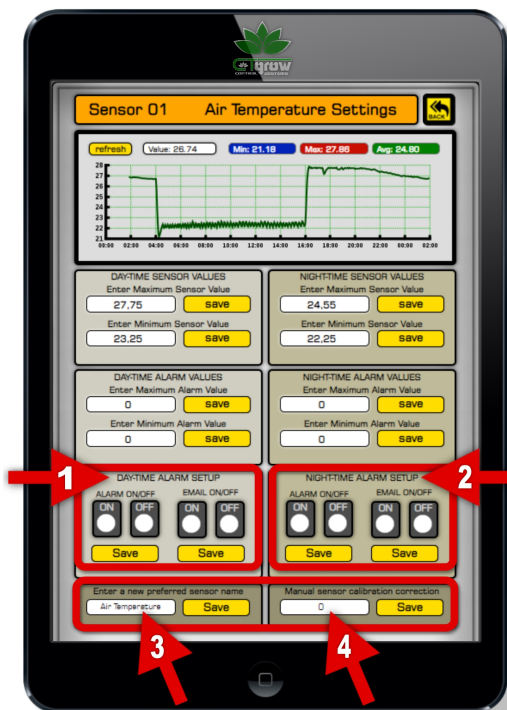 GTgrow
CONTROL SYSTEMS
Sensor 01 Air Temperature Settings
BACK
refresh Value: 26.74 Min: 21.18 Max: 27.86 Avg: 24.80
28
27
26
25
24
23
22
21
00:00 02:00 04:00 06:00 08:00 10:00 12:00 14:00 16:00 18:00 20:00 22:00 00:00 02:00
DAY-TIME SENSOR VALUES
Enter Maximum Sensor Value
27,75 save
Enter Minimum Sensor Value
23,25 save
NIGHT-TIME SENSOR VALUES
Enter Maximum Sensor Value
24,55 save
Enter Minimum Sensor Value
22,25 save
DAY-TIME ALARM VALUES
Enter Maximum Alarm Value
0 save
Enter Minimum Alarm Value
0 save
NIGHT-TIME ALARM VALUES
Enter Maximum Alarm Value
0 save
Enter Minimum Alarm Value
0 save
1
DAY-TIME ALARM SETUP
ALARM ON/OFF EMAIL ON/OFF
ON OFF ON OFF
Save Save
NIGHT-TIME ALARM SETUP
2
ALARM ON/OFF EMAIL ON/OFF
ON OFF ON OFF
Save Save
Enter a new preferred sensor name
Air Temperature Save
3
Manual sensor calibration correction
0 Save
4